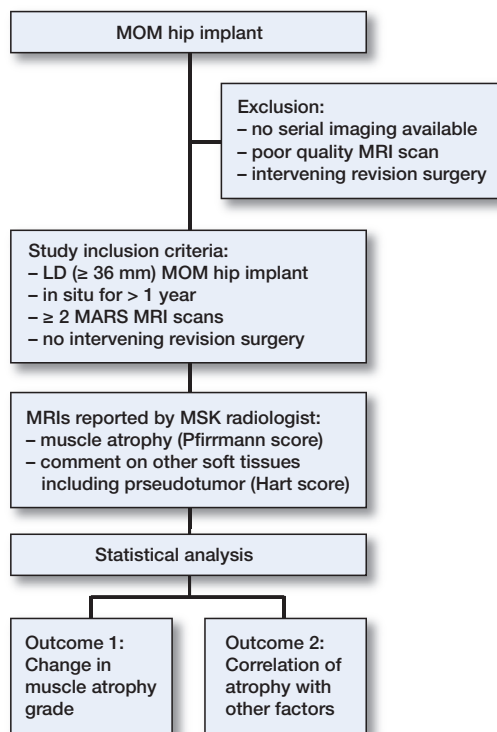 MOM hip implant
Exclusion:
– no serial imaging available
– poor quality MRI scan
– intervening revision surgery
Study inclusion criteria:
– LD (≥ 36 mm) MOM hip implant
– in situ for > 1 year
– ≥ 2 MARS MRI scans
– no intervening revision surgery
MRIs reported by MSK radiologist:
– muscle atrophy (Pfirrmann score)
– comment on other soft tissues
including prseudotumor (Hart score)
Statistical analysis
Outcome 1:
Change in
muscle atrophy
grade
Outcome 2:
Correlation of
atrophy with
other factors